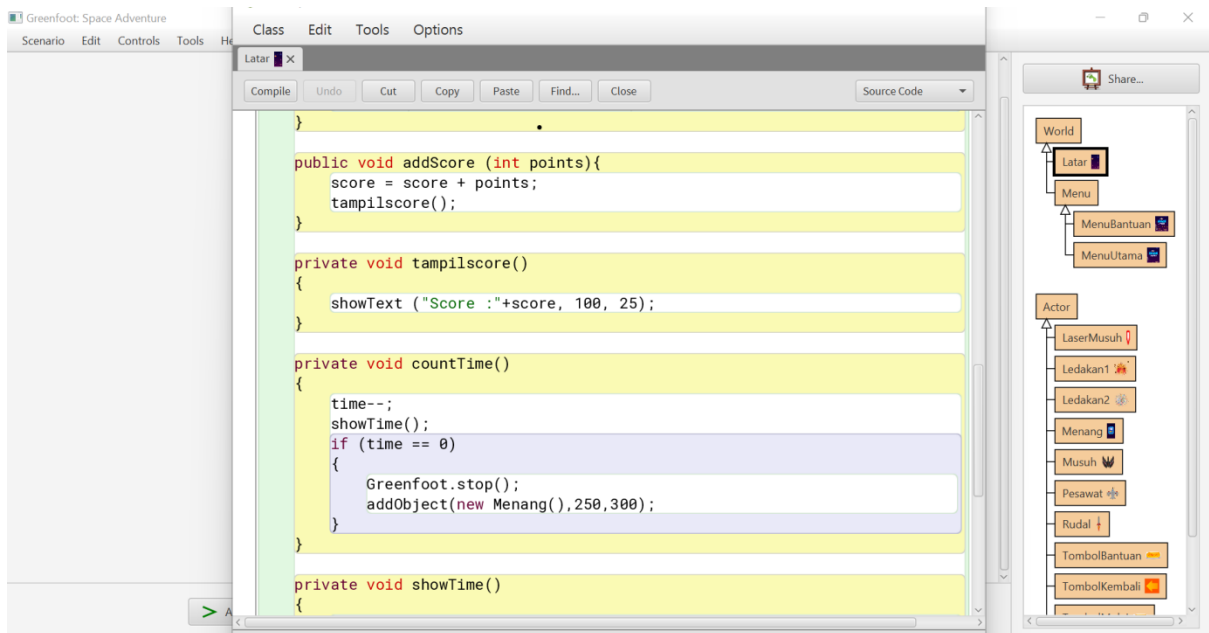 Greenfoot: Space Adventure
Scenario Edit Controls Tools He
Class Edit Tools Options
Latar
Compile Undo Cut Copy Paste Find... Close Source Code
}
public void addScore (int points){
score = score + points;
tampilscore();
}
private void tampilscore()
{
showText ("Score :"+score, 100, 25);
}
private void countTime()
{
time--;
showTime();
if (time == 0)
{
Greenfoot.stop();
addObject(new Menang(),250,300);
}
}
private void showTime()
{
> A
Share...
World
Latar
Menu
MenuBantuan
MenuUtama
Actor
LaserMusuh
Ledakan1
Ledakan2
Menang
Musuh
Pesawat
Rudal
TombolBantuan
TombolKembali